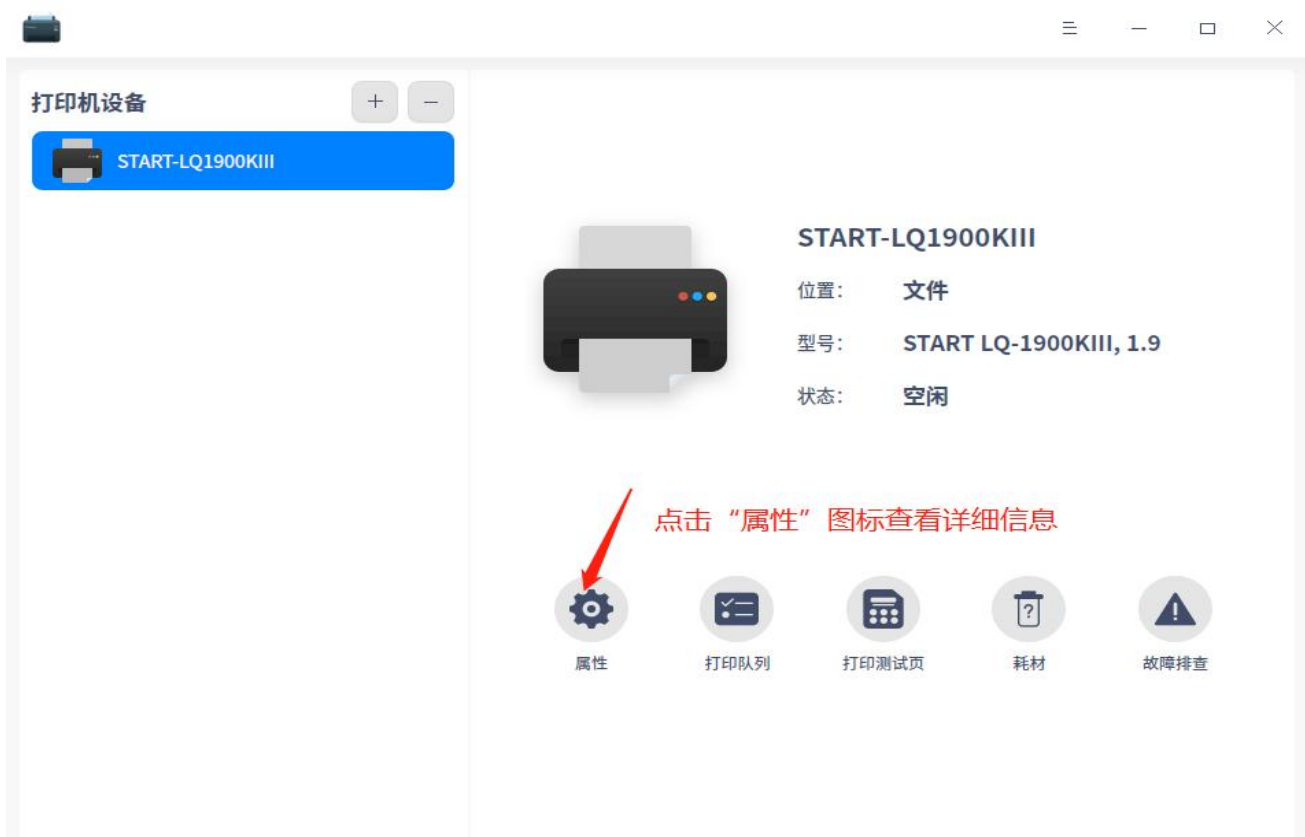 打印机设备
START-LQ1900KIII
START-LQ1900KIII
位置： 文件
型号： START LQ-1900KIII, 1.9
状态： 空闲
点击“属性”图标查看详细信息
属性 打印队列 打印测试页 耗材 故障排查